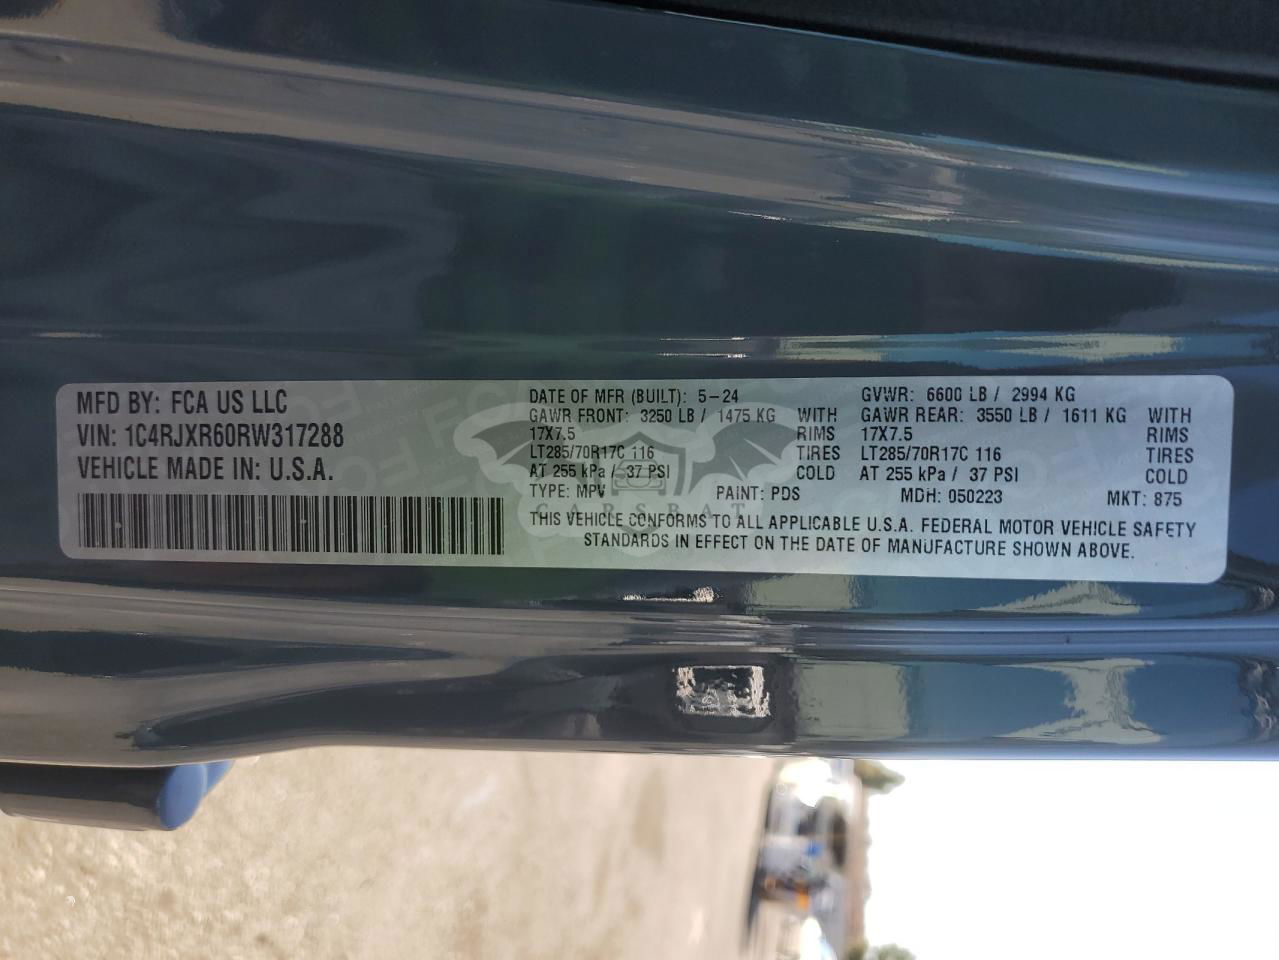 MFD BY: FCA US LLC
VIN: 1C4RJXR60RW317288
VEHICLE MADE IN: U.S.A.
DATE OF MFR (BUILT): 5-24 GVWR: 6600 LB / 2994 KG
GAWR FRONT: 3250 LB / 1475 KG WITH GAWR REAR: 3550 LB / 1611 KG WITH
17X7.5 RIMS 17X7.5 RIMS
LT285/70R17C 116 TIRES LT285/70R17C 116 TIRES
AT 255 kPa / 37 PSI COLD AT 255 kPa / 37 PSI COLD
TYPE: MPV PAINT: PDS MDH: 050223 MKT: 875
CARSBAT
THIS VEHICLE CONFORMS TO ALL APPLICABLE U.S.A. FEDERAL MOTOR VEHICLE SAFETY
STANDARDS IN EFFECT ON THE DATE OF MANUFACTURE SHOWN ABOVE.